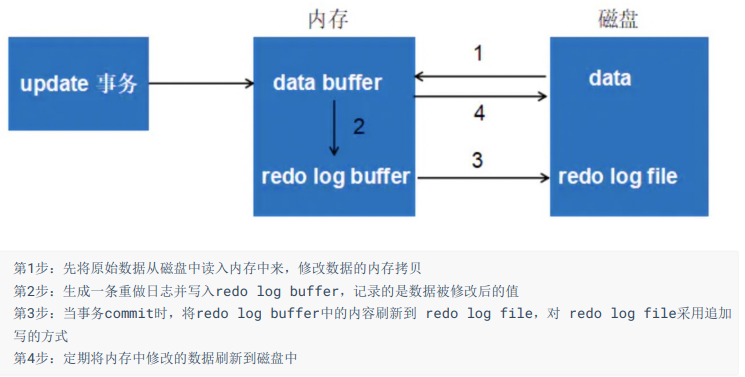 内存
磁盘
update 事务
data buffer
1
data
4
2
redo log buffer
3
redo log file
第1步：先将原始数据从磁盘中读入内存中来，修改数据的内存拷贝
第2步：生成一条重做日志并写入redo log buffer，记录的是数据被修改后的值
第3步：当事务commit时，将redo log buffer中的内容刷新到 redo log file，对 redo log file采用追加
写的方式
第4步：定期将内存中修改的数据刷新到磁盘中